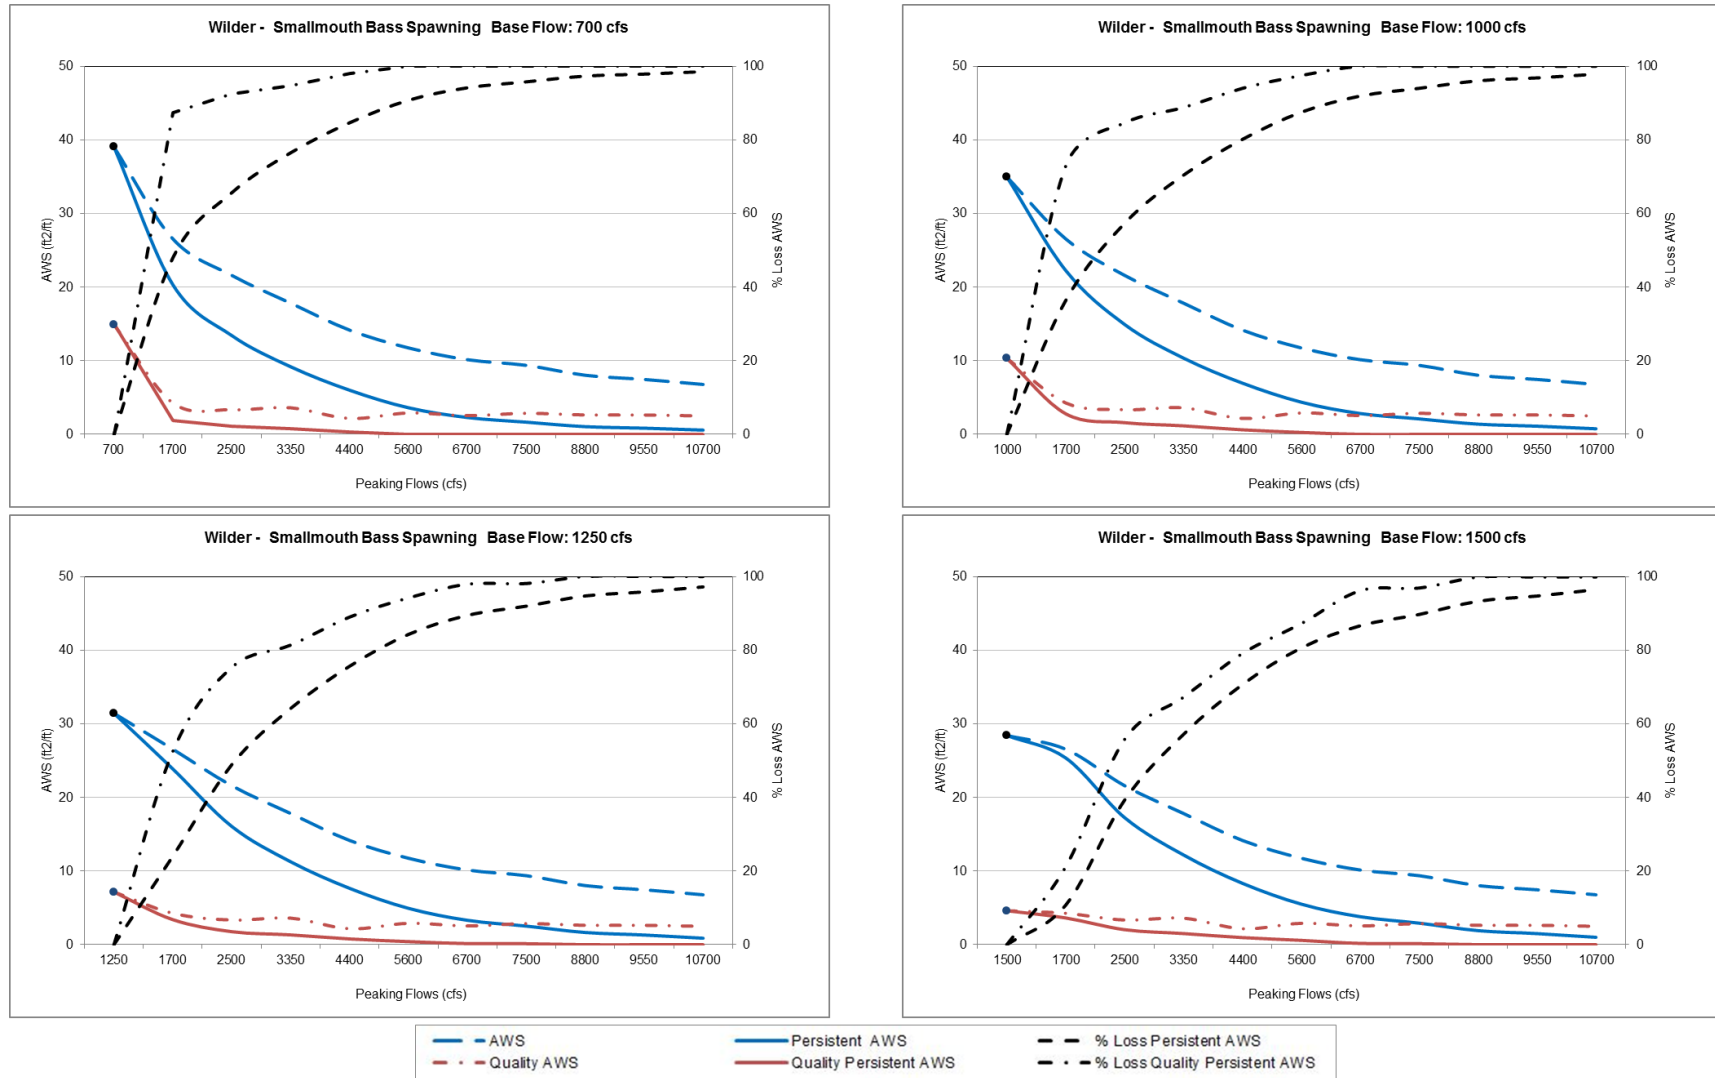 Wilder - Smallmouth Bass Spawning Base Flow: 700 cfs
50
40
30
20
10
0
AWS (ft2/ft)
100
80
60
40
20
0
% Loss AWS
700 1700 2500 3350 4400 5600 6700 7500 8800 9550 10700
Peaking Flows (cfs)
Wilder - Smallmouth Bass Spawning Base Flow: 1000 cfs
50
40
30
20
10
0
AWS (ft2/ft)
100
80
60
40
20
0
% Loss AWS
1000 1700 2500 3350 4400 5600 6700 7500 8800 9550 10700
Peaking Flows (cfs)
Wilder - Smallmouth Bass Spawning Base Flow: 1250 cfs
50
40
30
20
10
0
AWS (ft2/ft)
100
80
60
40
20
0
% Loss AWS
1250 1700 2500 3350 4400 5600 6700 7500 8800 9550 10700
Peaking Flows (cfs)
Wilder - Smallmouth Bass Spawning Base Flow: 1500 cfs
50
40
30
20
10
0
AWS (ft2/ft)
100
80
60
40
20
0
% Loss AWS
1500 1700 2500 3350 4400 5600 6700 7500 8800 9550 10700
Peaking Flows (cfs)
AWS Persistent AWS % Loss Persistent AWS
Quality AWS Quality Persistent AWS % Loss Quality Persistent AWS